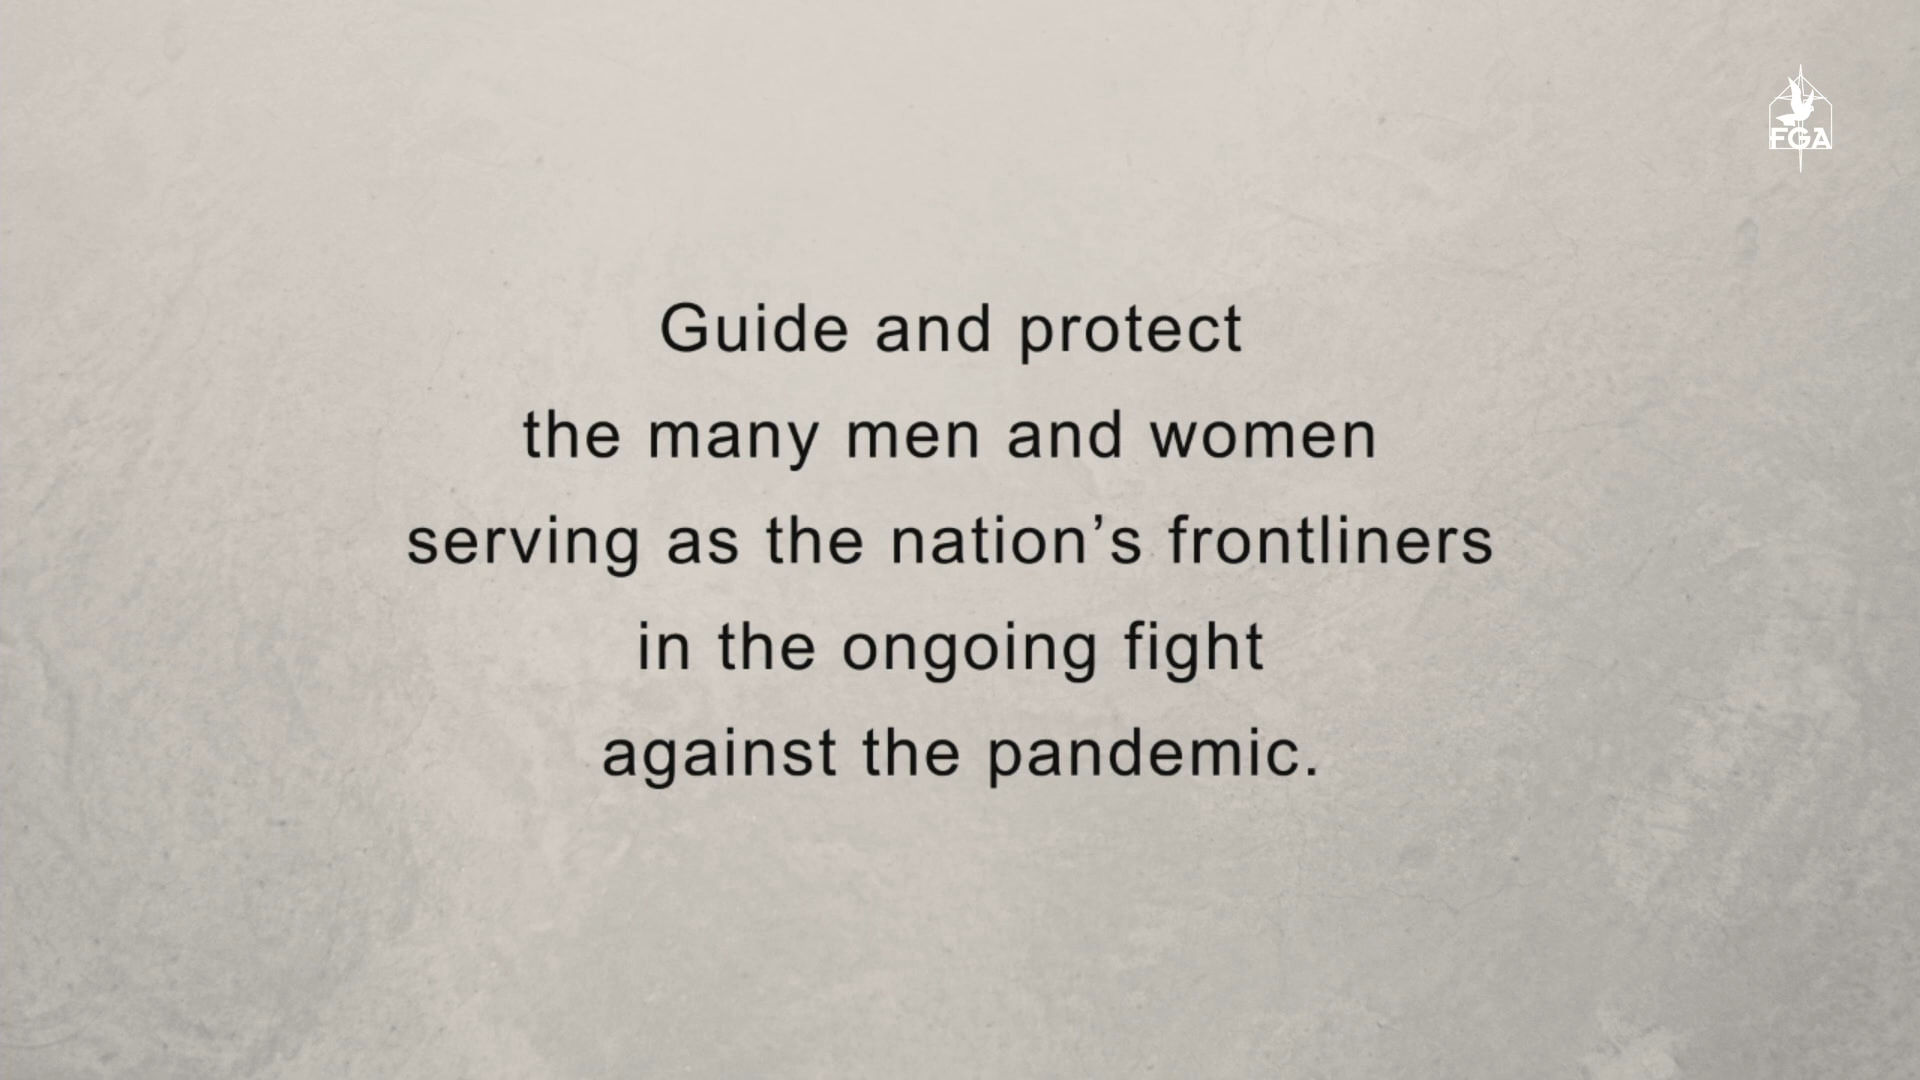 FGA
Guide and protect
the many men and women
serving as the nation’s frontliners
in the ongoing fight
against the pandemic.